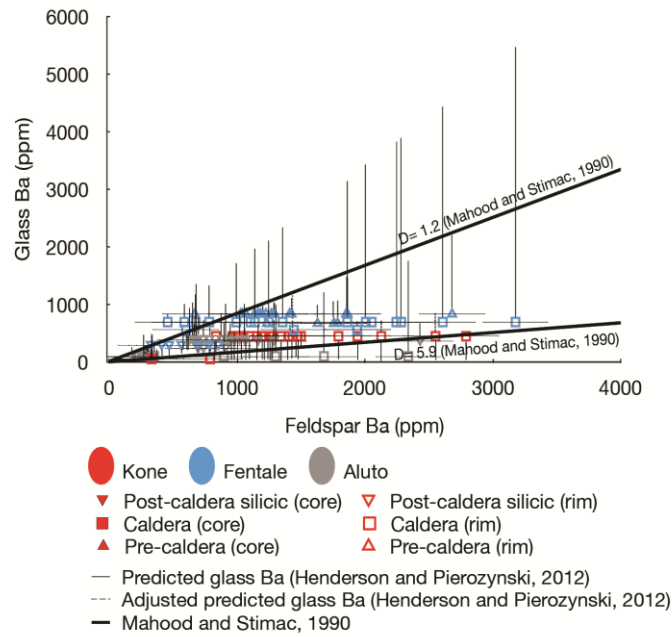 6000
5000
4000
3000
2000
1000
0
Glass Ba (ppm)
D= 1.2 (Mahood and Stimac, 1990)
D= 5.9 (Mahood and Stimac, 1990)
0 1000 2000 3000 4000
Feldspar Ba (ppm)
Kone Fentale Aluto
Post-caldera silicic (core) Post-caldera silicic (rim)
Caldera (core) Caldera (rim)
Pre-caldera (core) Pre-caldera (rim)
Predicted glass Ba (Henderson and Pierozynski, 2012)
Adjusted predicted glass Ba (Henderson and Pierozynski, 2012)
Mahood and Stimac, 1990